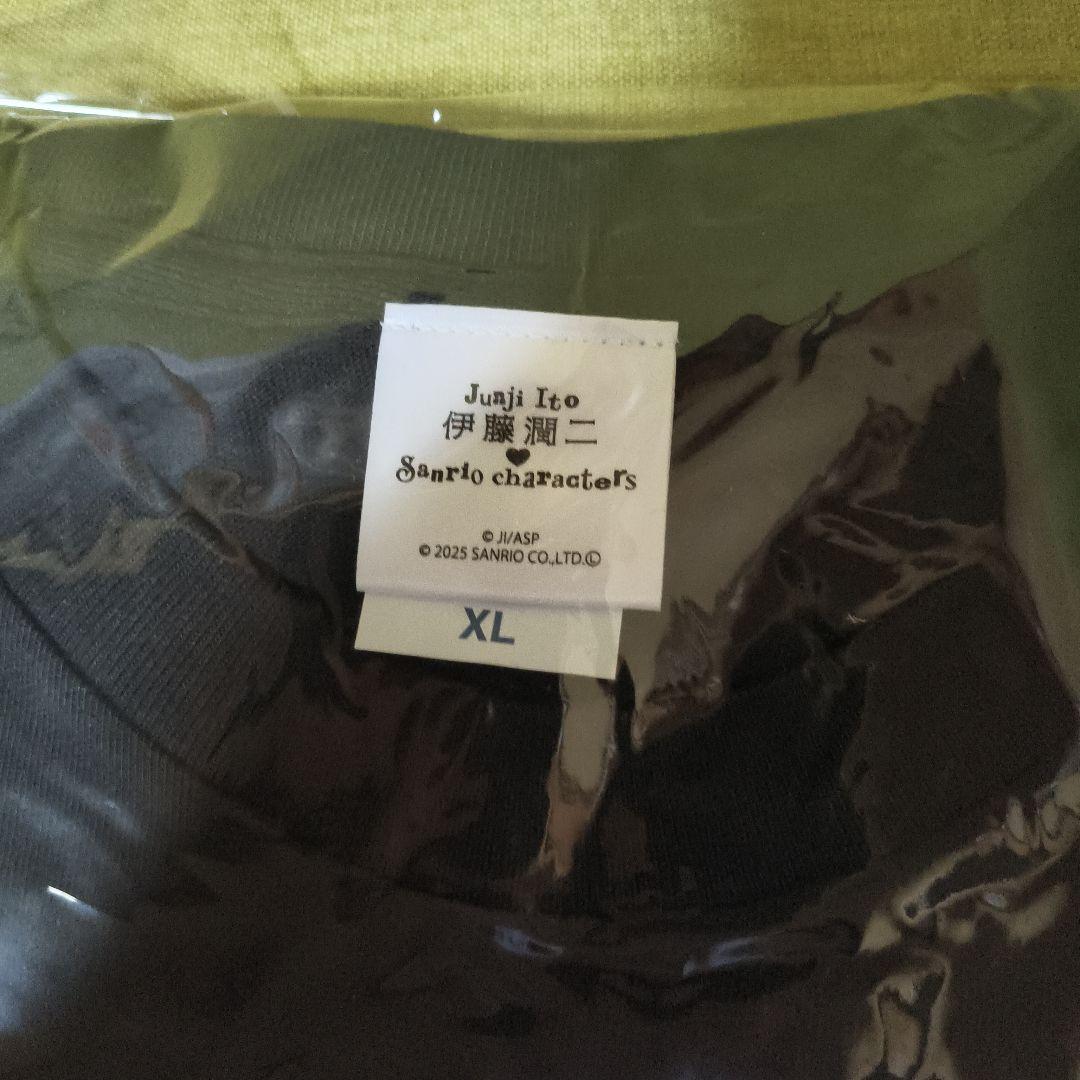 Junji Ito
伊藤潤二
♥
Sanrio characters
© JI/ASP
© 2025 SANRIO CO.,LTD.Ⓛ
XL